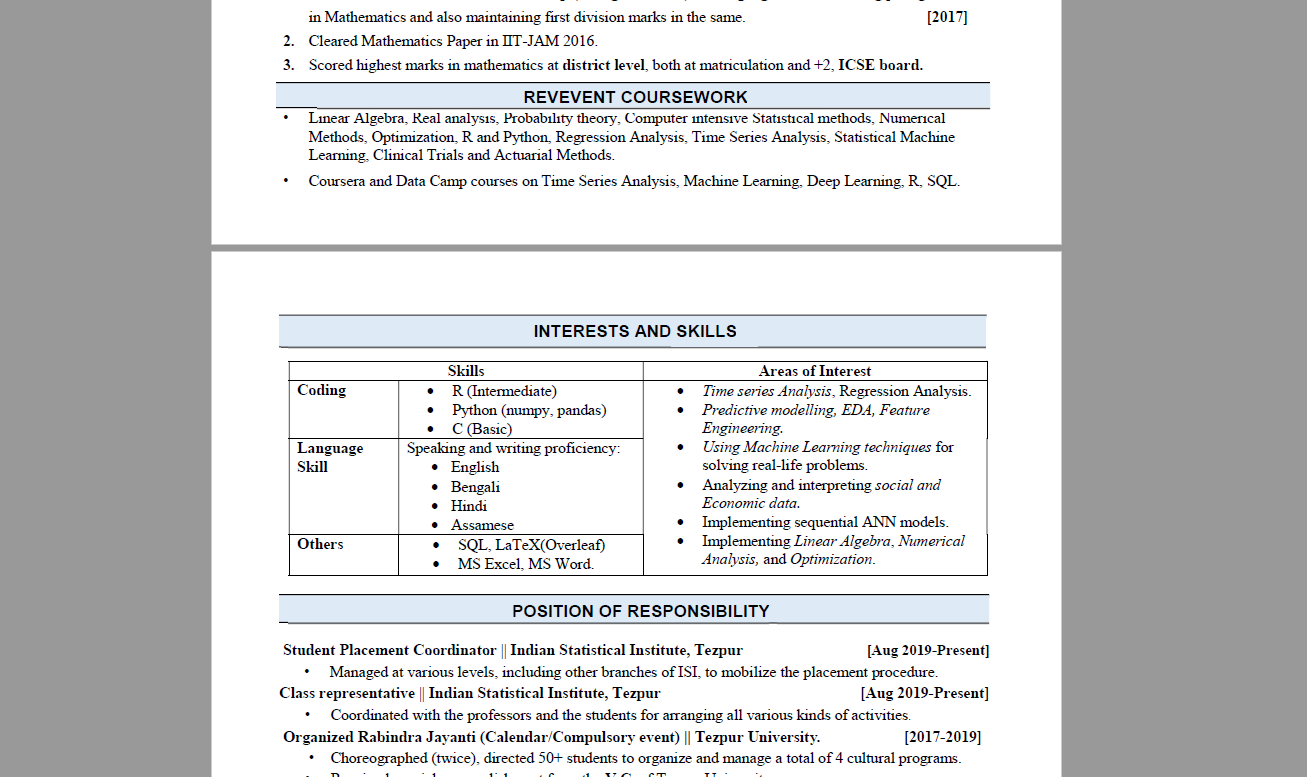 in Mathematics and also maintaining first division marks in the same. [2017]
2. Cleared Mathematics Paper in IIT-JAM 2016.
3. Scored highest marks in mathematics at district level, both at matriculation and +2, ICSE board.
REVEVENT COURSEWORK
• Linear Algebra, Real analysis, Probability theory, Computer intensive Statistical methods, Numerical
Methods, Optimization, R and Python, Regression Analysis, Time Series Analysis, Statistical Machine
Learning, Clinical Trials and Actuarial Methods.
• Coursera and Data Camp courses on Time Series Analysis, Machine Learning, Deep Learning, R, SQL.
INTERESTS AND SKILLS
Skills
Coding
• R (Intermediate)
• Python (numpy, pandas)
• C (Basic)
Language
Skill
Speaking and writing proficiency:
• English
• Bengali
• Hindi
• Assamese
Others
• SQL, LaTeX(Overleaf)
• MS Excel, MS Word.
Areas of Interest
• Time series Analysis, Regression Analysis.
• Predictive modelling, EDA, Feature
Engineering.
• Using Machine Learning techniques for
solving real-life problems.
• Analyzing and interpreting social and
Economic data.
• Implementing sequential ANN models.
• Implementing Linear Algebra, Numerical
Analysis, and Optimization.
POSITION OF RESPONSIBILITY
Student Placement Coordinator || Indian Statistical Institute, Tezpur [Aug 2019-Present]
• Managed at various levels, including other branches of ISI, to mobilize the placement procedure.
Class representative || Indian Statistical Institute, Tezpur [Aug 2019-Present]
• Coordinated with the professors and the students for arranging all various kinds of activities.
Organized Rabindra Jayanti (Calendar/Compulsory event) || Tezpur University. [2017-2019]
• Choreographed (twice), directed 50+ students to organize and manage a total of 4 cultural programs.